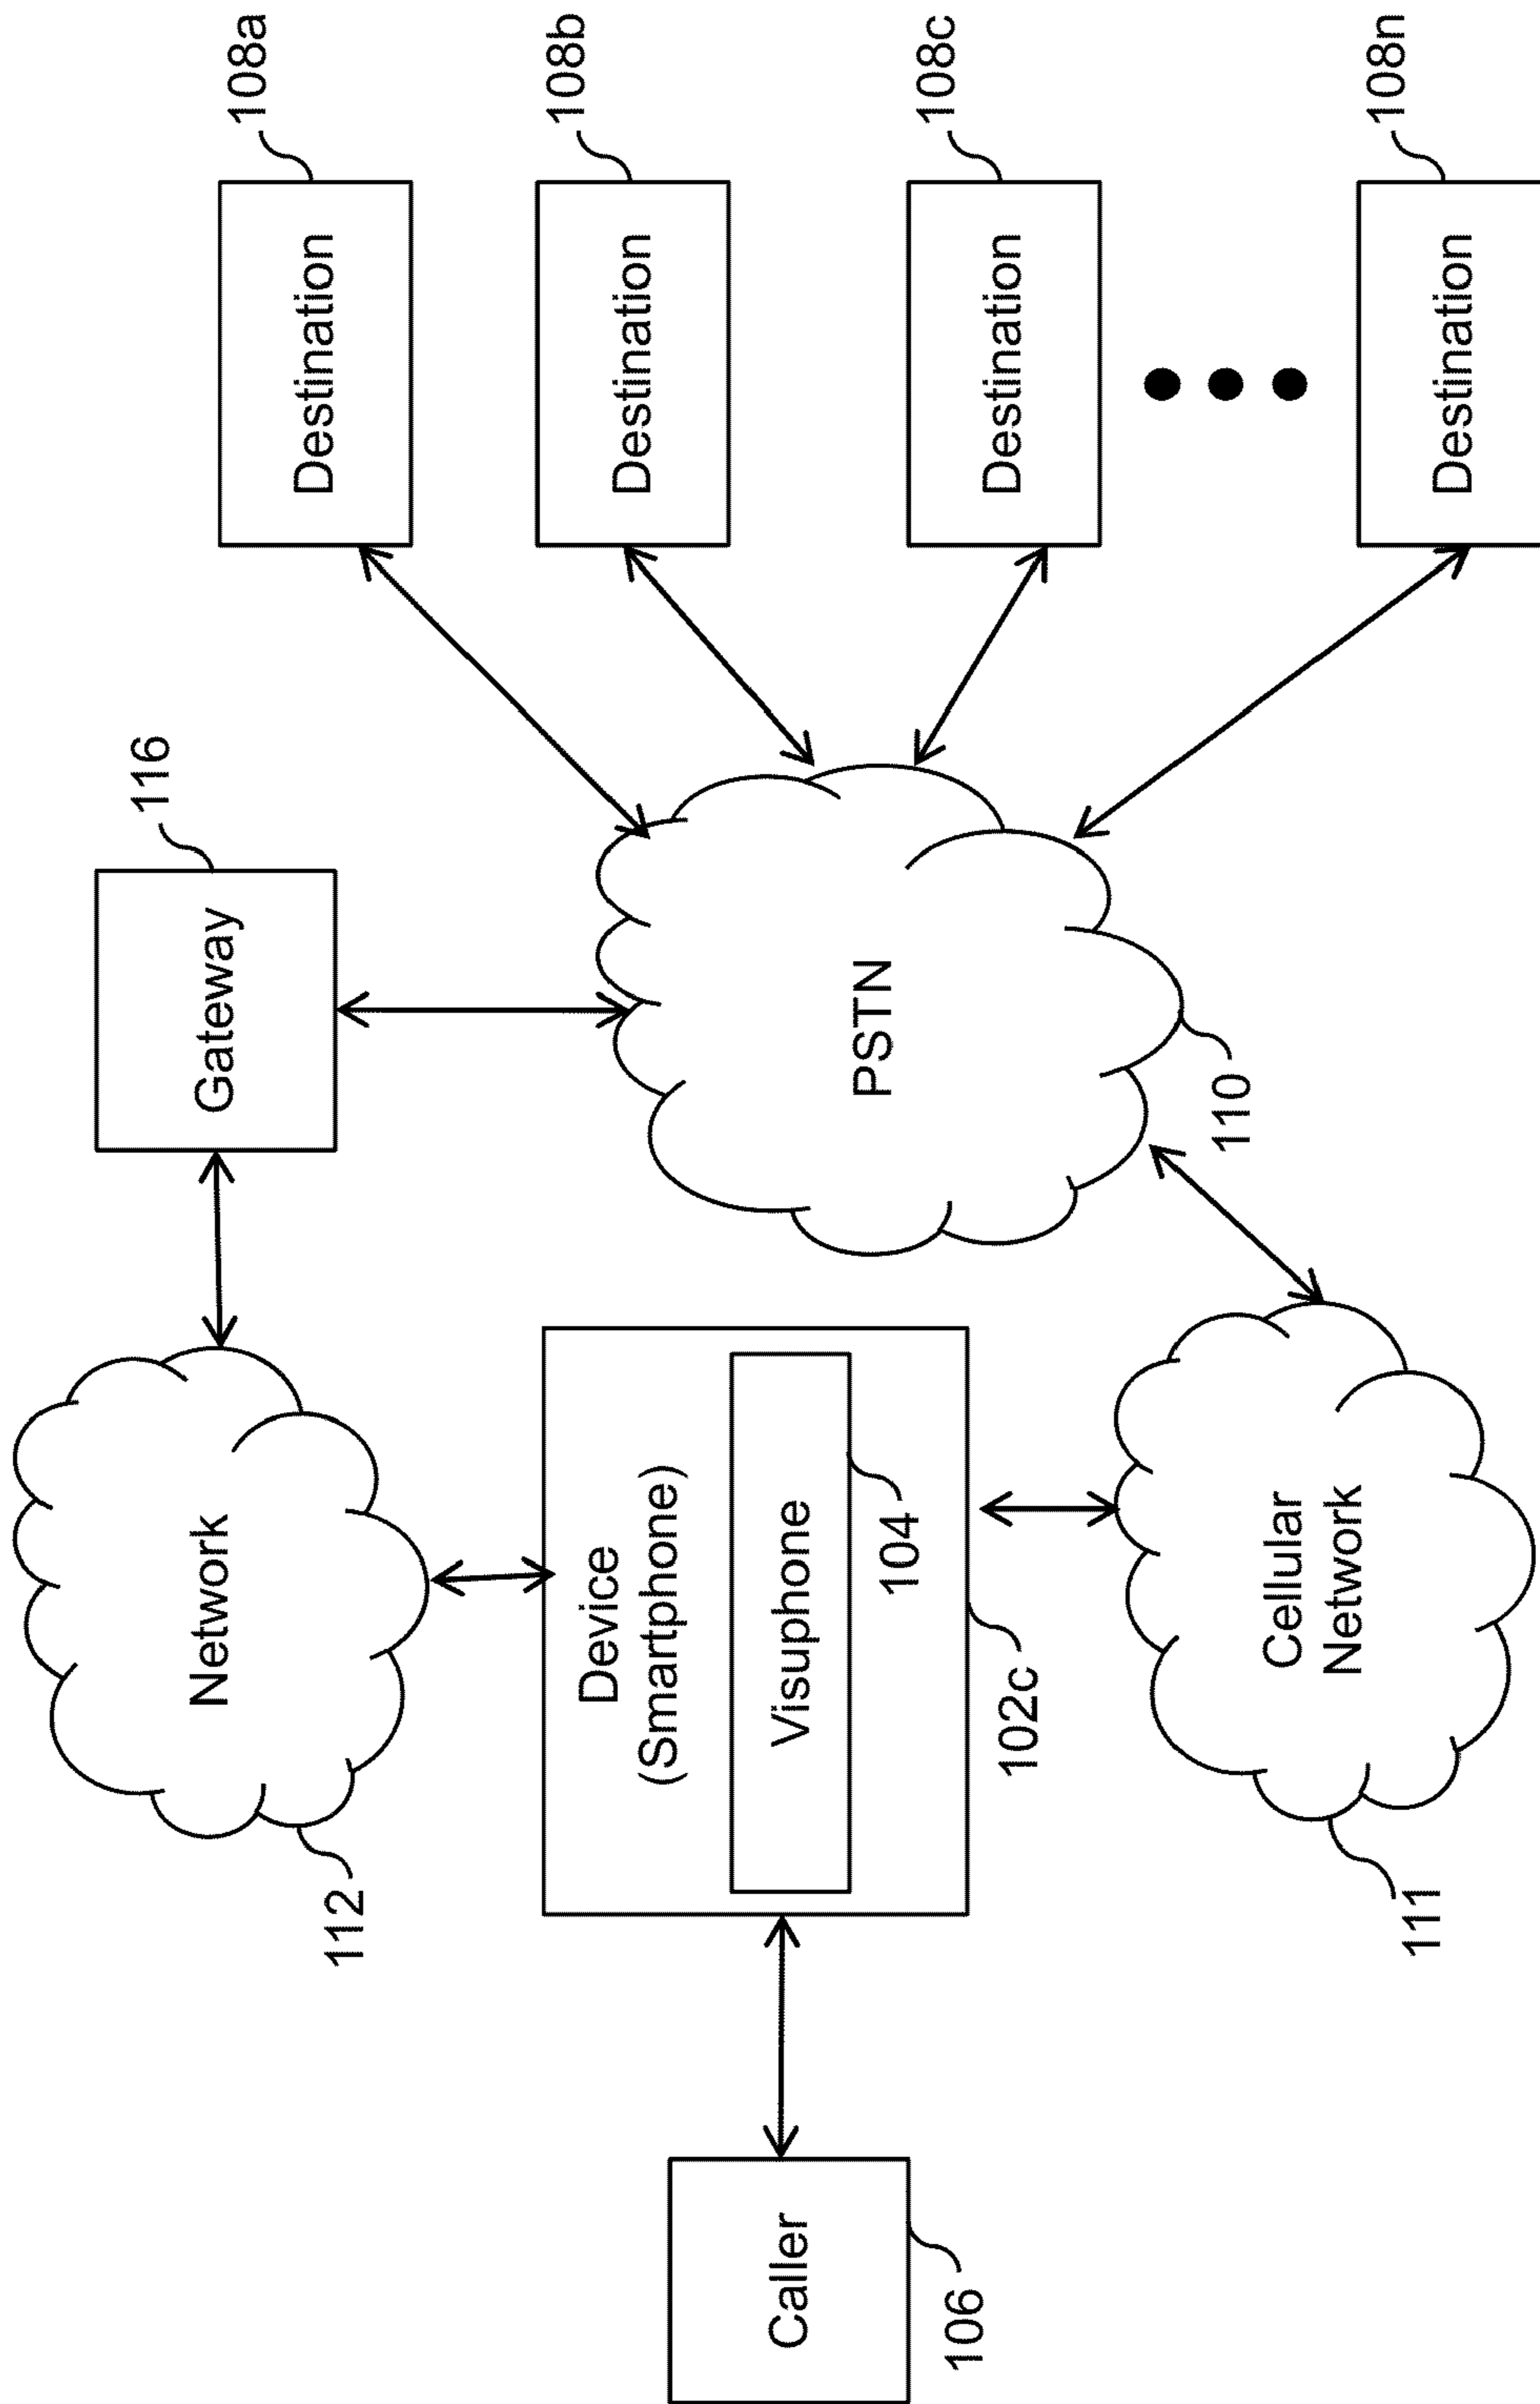 Network
112
Gateway
116
Destination
108a
Destination
108b
Destination
108c
Destination
108n
Caller
106
Device
(Smartphone)
Visuphone
104
102c
PSTN
110
Cellular
Network
111